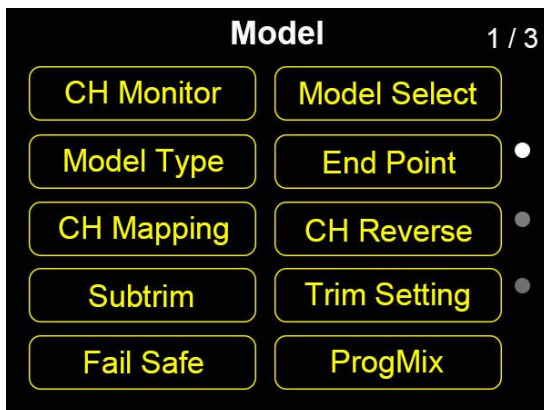 Model
1 / 3
CH Monitor
Model Select
Model Type
End Point
CH Mapping
CH Reverse
Subtrim
Trim Setting
Fail Safe
ProgMix